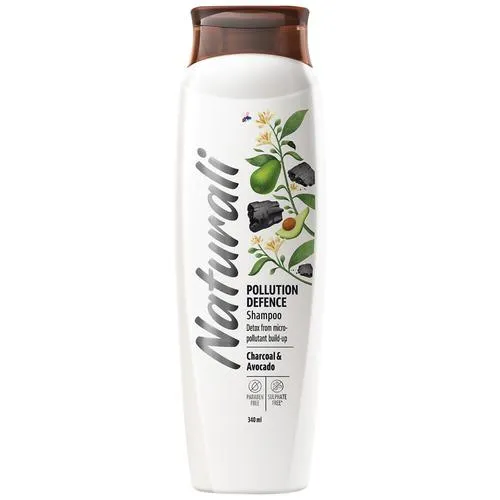 Naturali
POLLUTION
DEFENCE
Shampoo
Detox from micro-
pollutant build-up
Charcoal &
Avocado
PARABEN
FREE
SULPHATE
FREE*
340 ml